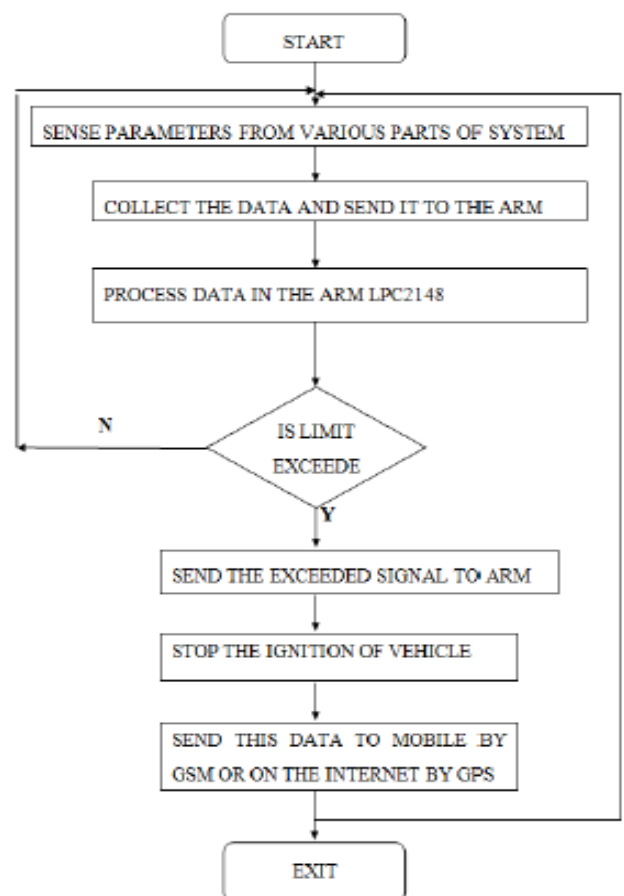 START
SENSE PARAMETERS FROM VARIOUS PARTS OF SYSTEM
COLLECT THE DATA AND SEND IT TO THE ARM
PROCESS DATA IN THE ARM LPC2148
N
IS LIMIT
EXCEEDE
Y
SEND THE EXCEEDED SIGNAL TO ARM
STOP THE IGNITION OF VEHICLE
SEND THIS DATA TO MOBILE BY
GSM OR ON THE INTERNET BY GPS
EXIT